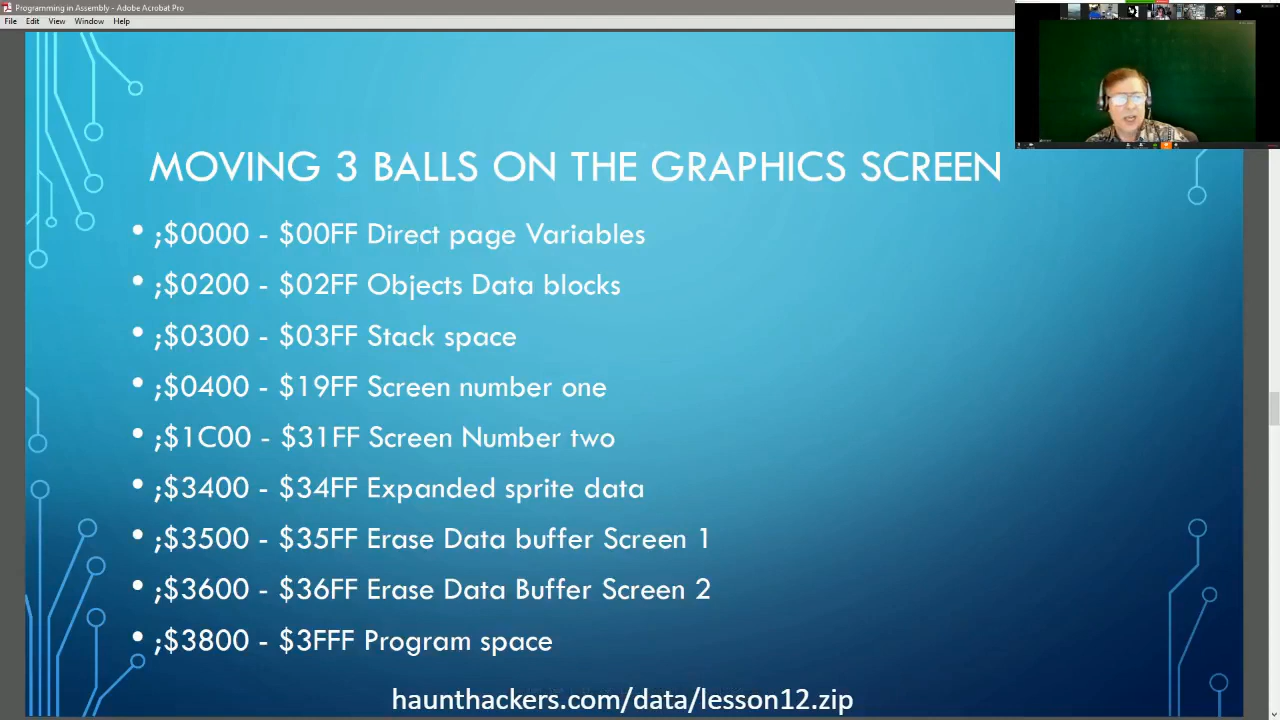 Programming in Assembly - Adobe Acrobat Pro
File Edit View Window Help
MOVING 3 BALLS ON THE GRAPHICS SCREEN
• ;$0000 - $00FF Direct page Variables
• ;$0200 - $02FF Objects Data blocks
• ;$0300 - $03FF Stack space
• ;$0400 - $19FF Screen number one
• ;$1C00 - $31FF Screen Number two
• ;$3400 - $34FF Expanded sprite data
• ;$3500 - $35FF Erase Data buffer Screen 1
• ;$3600 - $36FF Erase Data Buffer Screen 2
• ;$3800 - $3FFF Program space
haunthackers.com/data/lesson12.zip